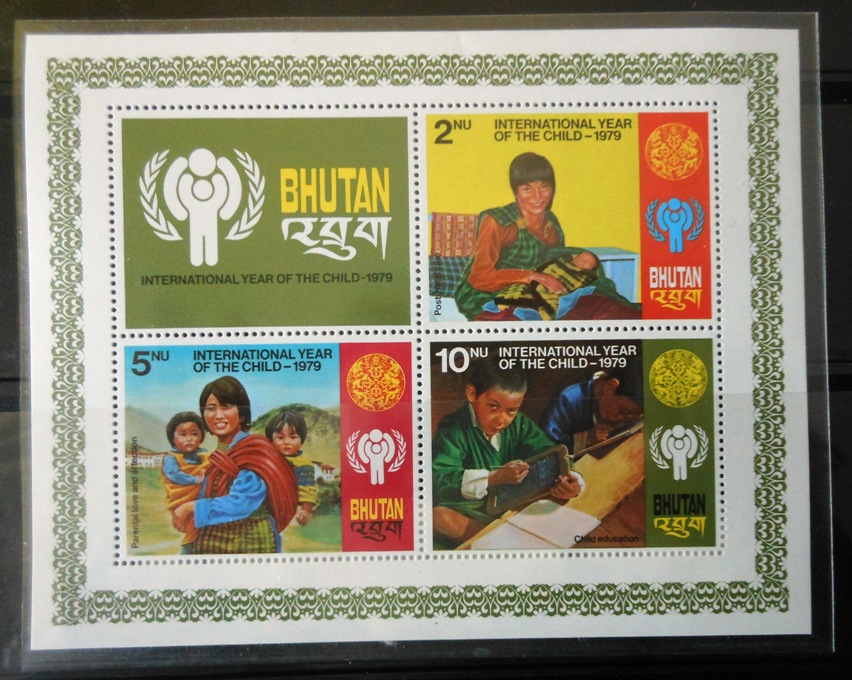 BHUTAN
འབྲུག
INTERNATIONAL YEAR OF THE CHILD-1979
2NU
INTERNATIONAL YEAR
OF THE CHILD-1979
BHUTAN
འབྲུག
5NU
INTERNATIONAL YEAR
OF THE CHILD-1979
Parental love and affection
BHUTAN
འབྲུག
10NU
INTERNATIONAL YEAR
OF THE CHILD-1979
Child education
BHUTAN
འབྲུག